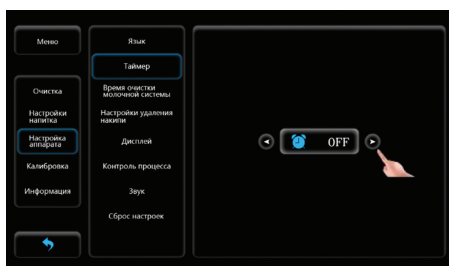 Меню
Очистка
Настройки
напитка
Настройка
аппарата
Калибровка
Информация
Язык
Таймер
Время очистки
молочной системы
Настройки удаления
накипи
Дисплей
Контроль процесса
Звук
Сброс настроек
OFF